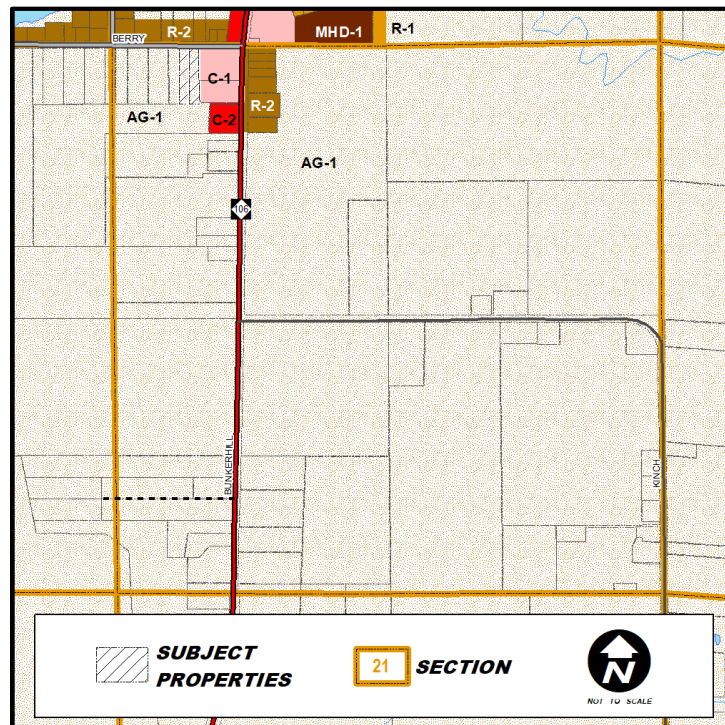 R-2
MHD-1
R-1
BERRY
C-1
R-2
AG-1
C-2
AG-1
106
BUNKERHILL
KINCH
SUBJECT
PROPERTIES
21
SECTION
N
NOT TO SCALE